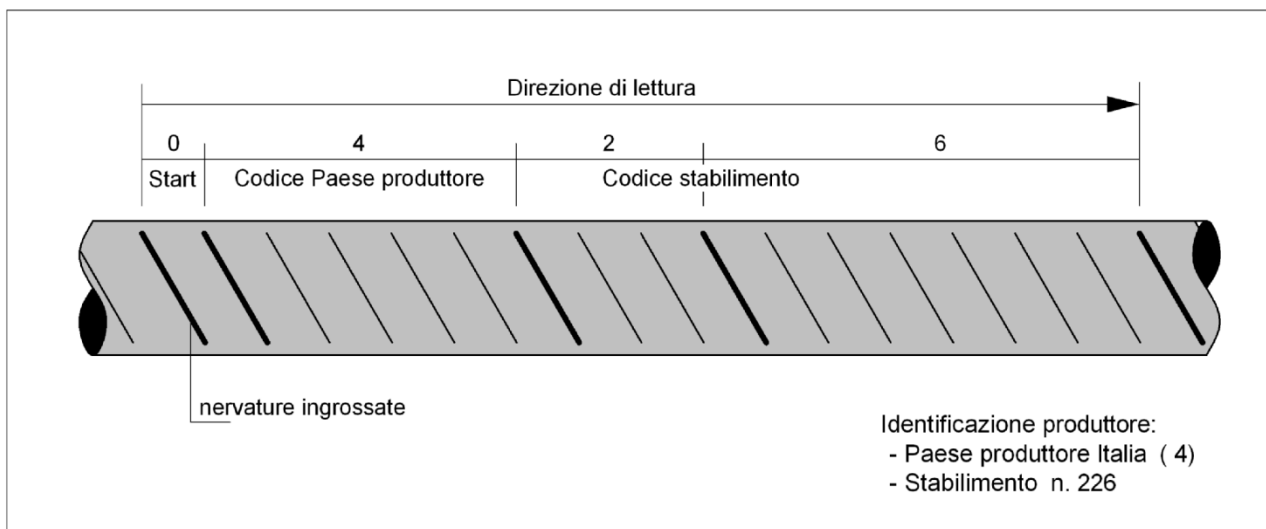 Direzione di lettura
0 4 2 6
Start Codice Paese produttore Codice stabilimento
nervature ingrossate
Identificazione produttore:
- Paese produttore Italia ( 4)
- Stabilimento n. 226